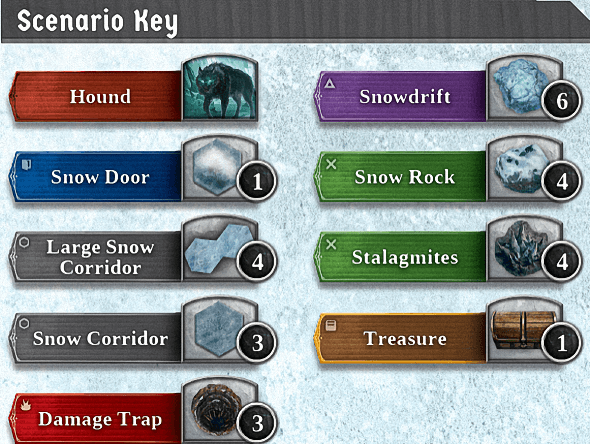 Scenario Key
Hound
Snow Door
1
Large Snow
Corridor
4
Snow Corridor
3
Damage Trap
3
Snowdrift
6
Snow Rock
4
Stalagmites
4
Treasure
1